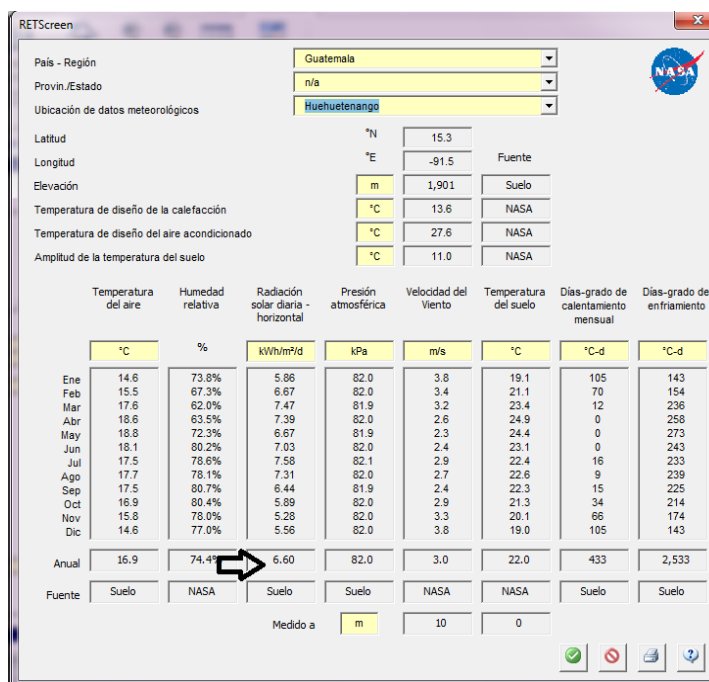 RETScreen
País - Región Guatemala
Provin./Estado n/a
Ubicación de datos meteorológicos Huehuetenango
NASA
Latitud °N 15.3
Longitud °E -91.5 Fuente
Elevación m 1,901 Suelo
Temperatura de diseño de la calefacción °C 13.6 NASA
Temperatura de diseño del aire acondicionado °C 27.6 NASA
Amplitud de la temperatura del suelo °C 11.0 NASA
Temperatura Humedad Radiación Presión Velocidad del Temperatura Días-grado de Días-grado de
del aire relativa solar diaria - atmosférica Viento del suelo calentamiento enfriamiento
horizontal mensual
°C % kWh/m²/d kPa m/s °C °C-d °C-d
Ene 14.6 73.8% 5.86 82.0 3.8 19.1 105 143
Feb 15.5 67.3% 6.67 82.0 3.4 21.1 70 154
Mar 17.6 62.0% 7.47 81.9 3.2 23.4 12 236
Abr 18.6 63.5% 7.39 82.0 2.6 24.9 0 258
May 18.8 72.3% 6.67 81.9 2.3 24.4 0 273
Jun 18.1 80.2% 7.03 82.0 2.4 23.1 0 243
Jul 17.5 78.6% 7.58 82.1 2.9 22.4 16 233
Ago 17.7 78.1% 7.31 82.0 2.7 22.6 9 239
Sep 17.5 80.7% 6.44 81.9 2.4 22.3 15 225
Oct 16.9 80.4% 5.89 82.0 2.9 21.3 34 214
Nov 15.8 78.0% 5.28 82.0 3.3 20.1 66 174
Dic 14.6 77.0% 5.56 82.0 3.8 19.0 105 143
Anual 16.9 74.4% 6.60 82.0 3.0 22.0 433 2,533
Fuente Suelo NASA Suelo Suelo NASA NASA Suelo Suelo
Medido a m 10 0